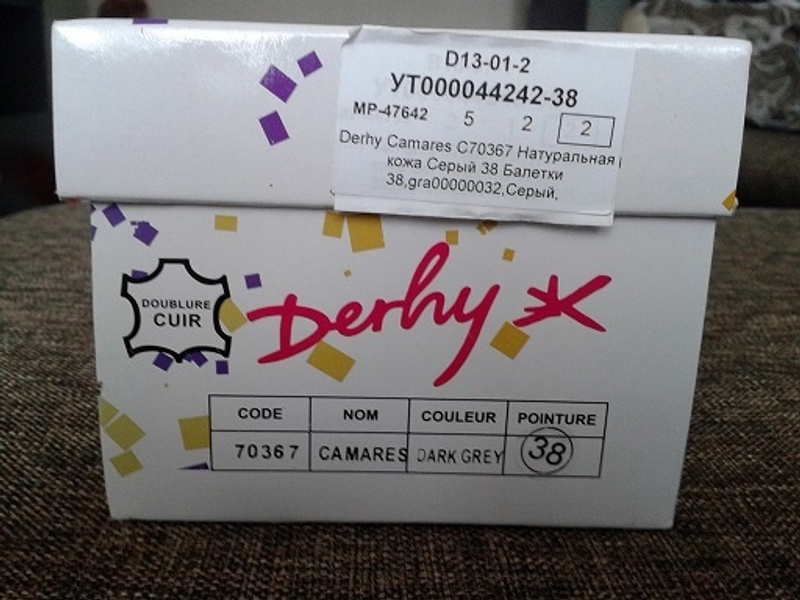 D13-01-2
УТ000044242-38
МР-47642 5 2 2
Derhy Camares C70367 Натуральная
кожа Серый 38 Балетки
38,gra00000032,Серый,
DOUBLURE
CUIR
Derhy
CODE NOM COULEUR POINTURE
70367 CAMARES DARK GREY 38